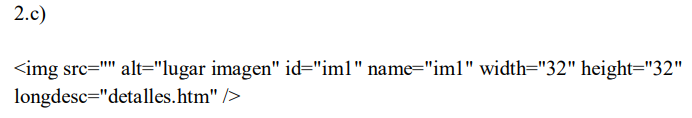 2.c)
<img src="" alt="lugar imagen" id="im1" name="im1" width="32" height="32"
longdesc="detalles.htm" />